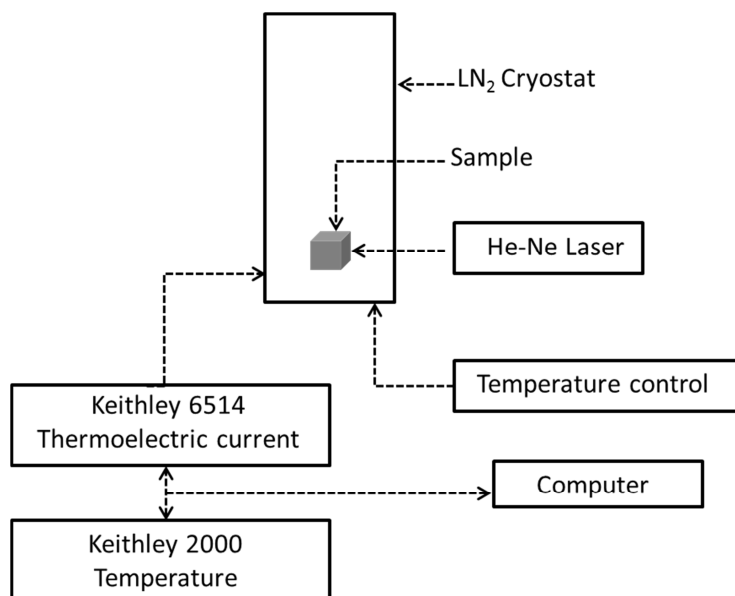 LN₂ Cryostat
Sample
He-Ne Laser
Temperature control
Keithley 6514
Thermoelectric current
Computer
Keithley 2000
Temperature